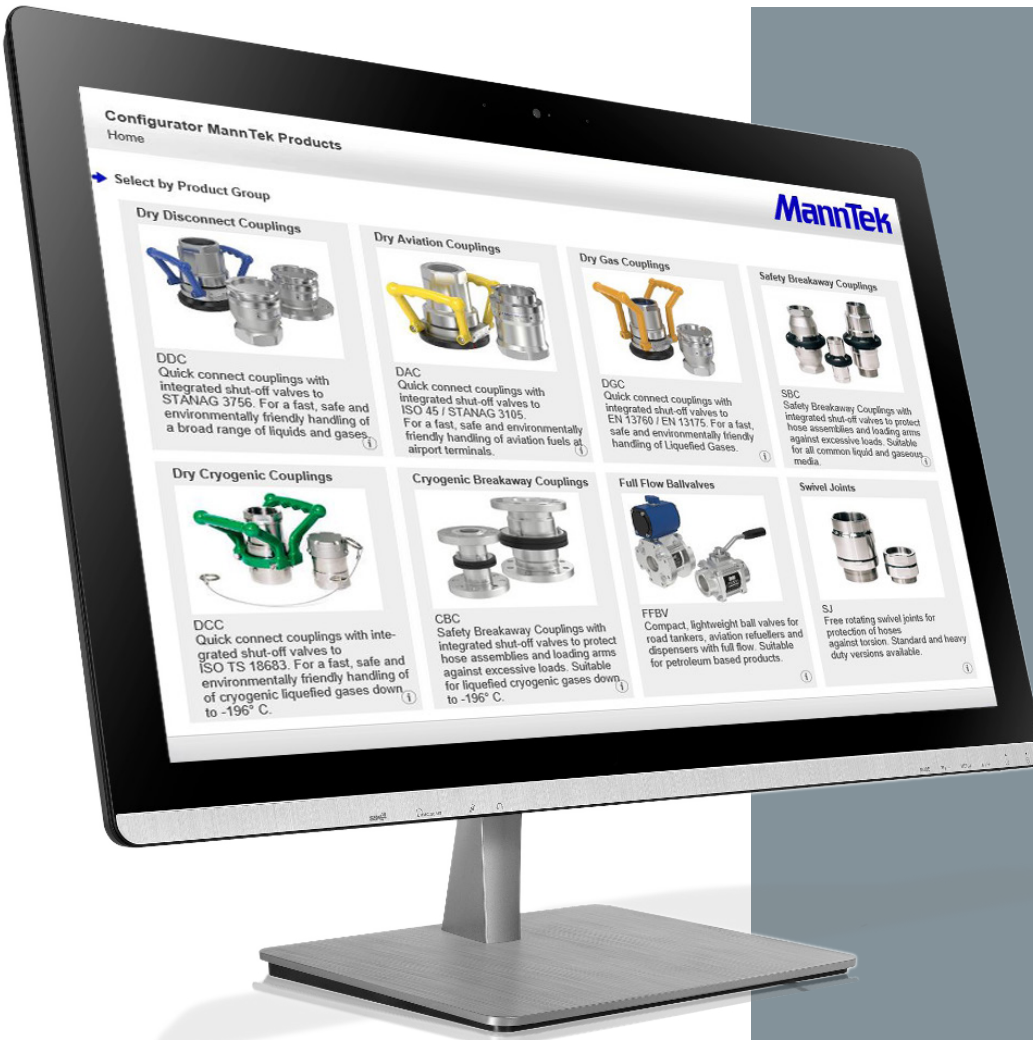 Configurator MannTek Products
Home
Select by Product Group
MannTek
Dry Disconnect Couplings
DDC
Quick connect couplings with
integrated shut-off valves to
STANAG 3756. For a fast, safe and
environmentally friendly handling of
a broad range of liquids and gases.
Dry Aviation Couplings
DAC
Quick connect couplings with
integrated shut-off valves to
ISO 45 / STANAG 3105.
For a fast, safe and environmentally
friendly handling of aviation fuels at
airport terminals.
Dry Gas Couplings
DGC
Quick connect couplings with
integrated shut-off valves to
EN 13760 / EN 13175. For a fast,
safe and environmentally friendly
handling of Liquefied Gases.
Safety Breakaway Couplings
SBC
Safety Breakaway Couplings with
integrated shut-off valves to protect
hose assemblies and loading arms
against excessive loads. Suitable
for all common liquid and gaseous
media.
Dry Cryogenic Couplings
DCC
Quick connect couplings with inte-
grated shut-off valves to
ISO TS 18683. For a fast, safe and
environmentally friendly handling of
of cryogenic liquefied gases down
to -196° C.
Cryogenic Breakaway Couplings
CBC
Safety Breakaway Couplings with
integrated shut-off valves to protect
hose assemblies and loading arms
against excessive loads. Suitable
for liquefied cryogenic gases down
to -196° C.
Full Flow Ballvalves
FFBV
Compact, lightweight ball valves for
road tankers, aviation refuellers and
dispensers with full flow. Suitable
for petroleum based products.
Swivel Joints
SJ
Free rotating swivel joints for
protection of hoses
against torsion. Standard and heavy
duty versions available.